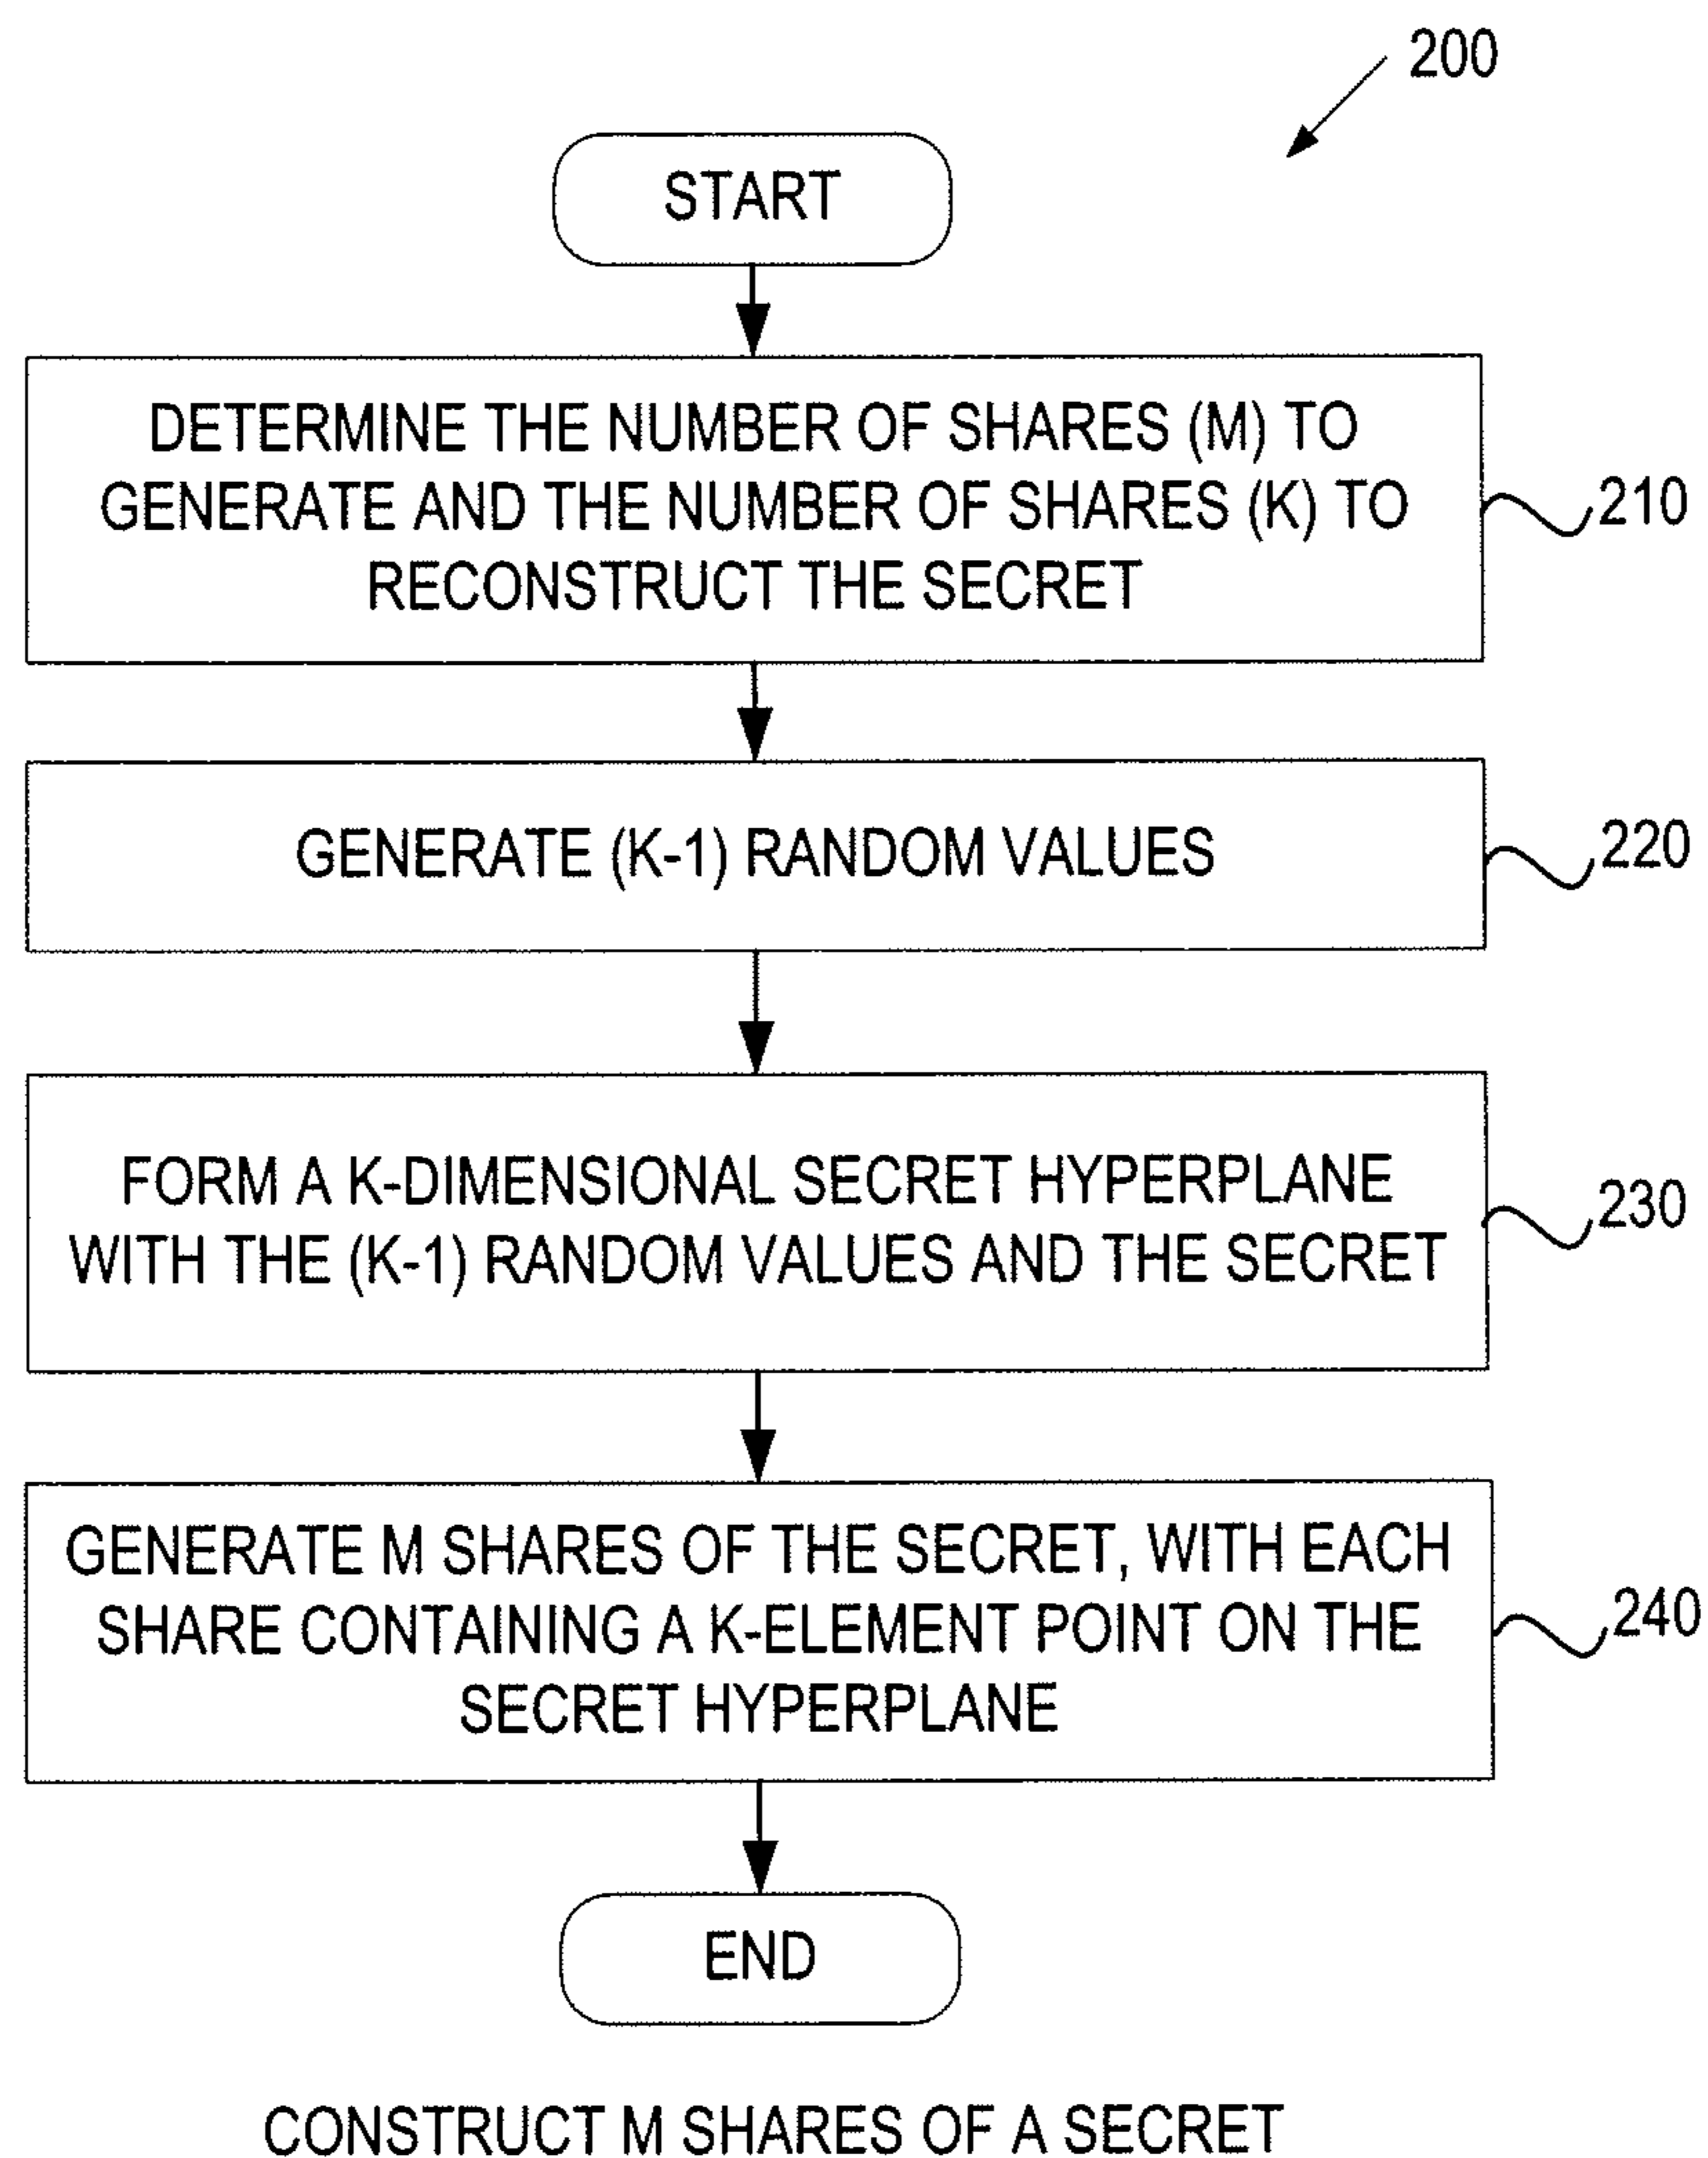 200
START
DETERMINE THE NUMBER OF SHARES (M) TO
GENERATE AND THE NUMBER OF SHARES (K) TO
RECONSTRUCT THE SECRET
210
GENERATE (K-1) RANDOM VALUES
220
FORM A K-DIMENSIONAL SECRET HYPERPLANE
WITH THE (K-1) RANDOM VALUES AND THE SECRET
230
GENERATE M SHARES OF THE SECRET, WITH EACH
SHARE CONTAINING A K-ELEMENT POINT ON THE
SECRET HYPERPLANE
240
END
CONSTRUCT M SHARES OF A SECRET